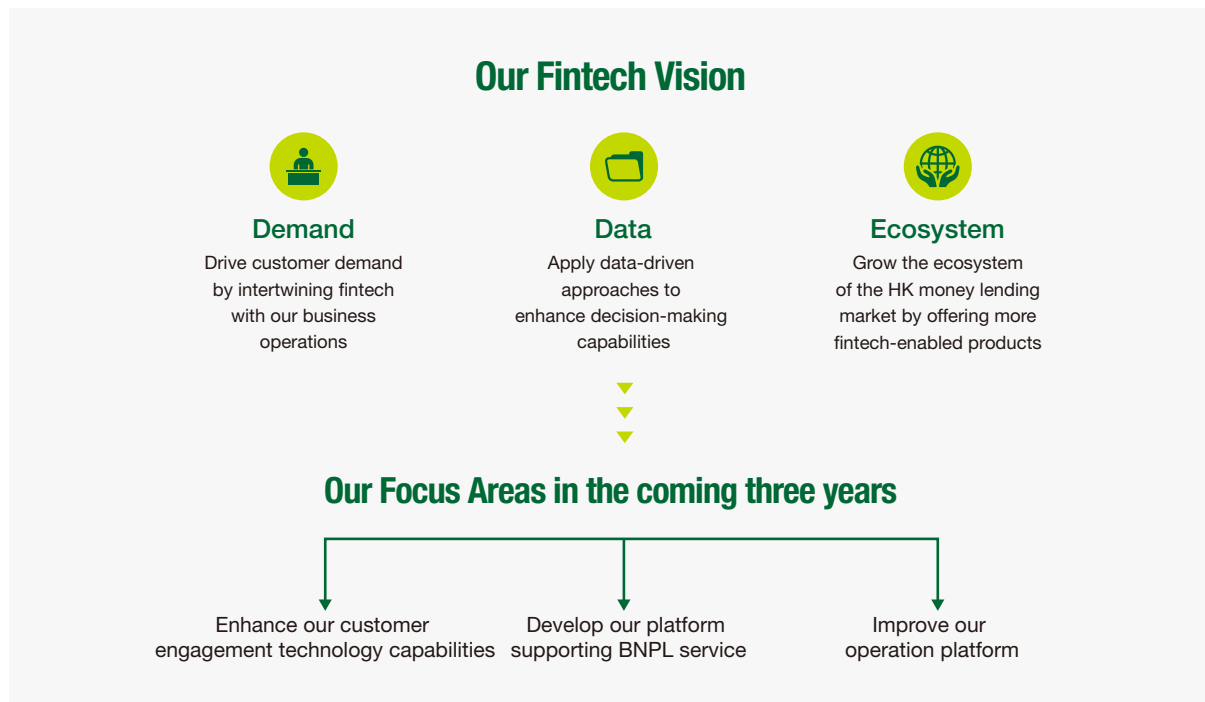 Our Fintech Vision
Demand
Drive customer demand
by intertwining fintech
with our business
operations
Data
Apply data-driven
approaches to
enhance decision-making
capabilities
Ecosystem
Grow the ecosystem
of the HK money lending
market by offering more
fintech-enabled products
Our Focus Areas in the coming three years
Enhance our customer
engagement technology capabilities
Develop our platform
supporting BNPL service
Improve our
operation platform